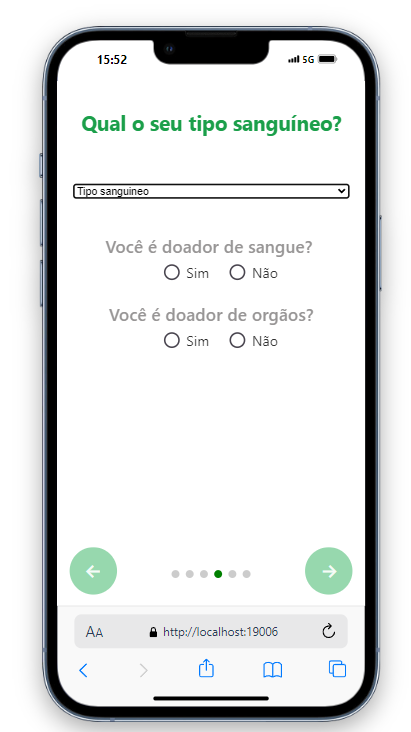 15:52
5G
Qual o seu tipo sanguíneo?
Tipo sanguineo
Você é doador de sangue?
Sim Não
Você é doador de orgãos?
Sim Não
AA http://localhost:19006